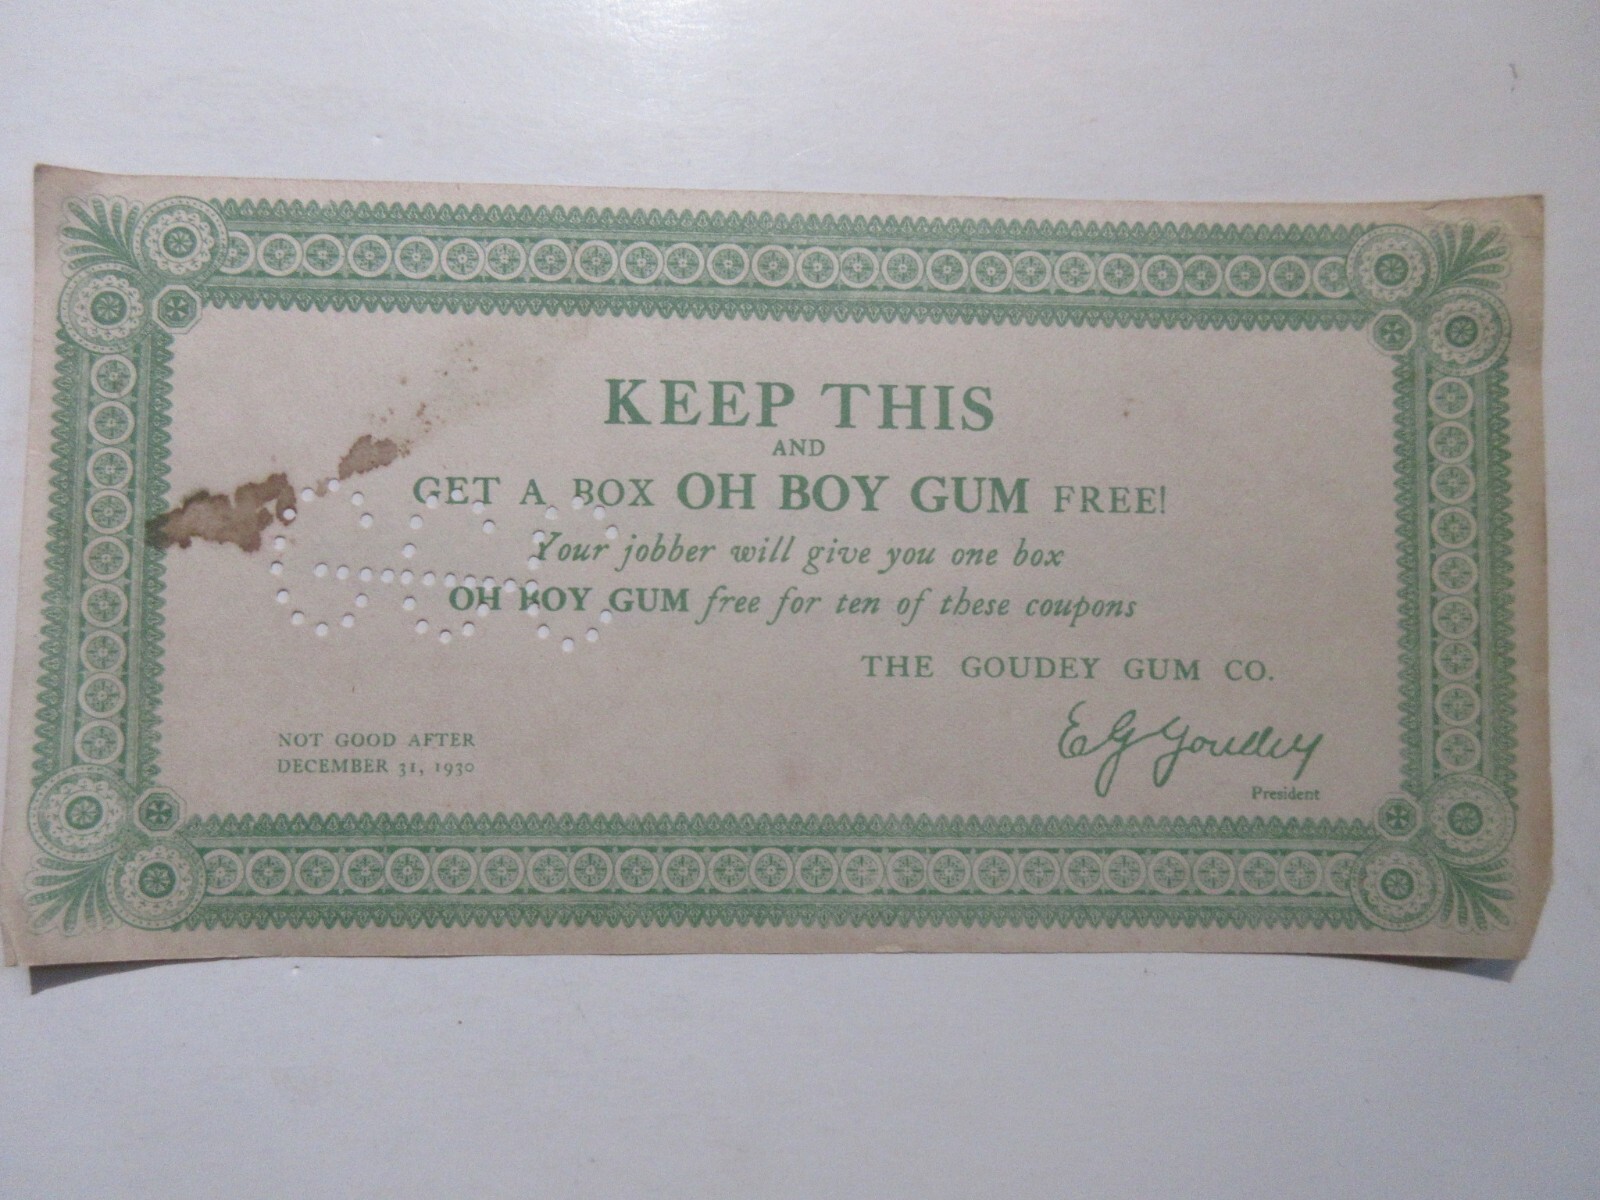 KEEP THIS
AND
GET A BOX OH BOY GUM FREE!
Your jobber will give you one box
OH BOY GUM free for ten of these coupons
THE GOUDEY GUM CO.
E G Goudey
President
NOT GOOD AFTER
DECEMBER 31, 1930